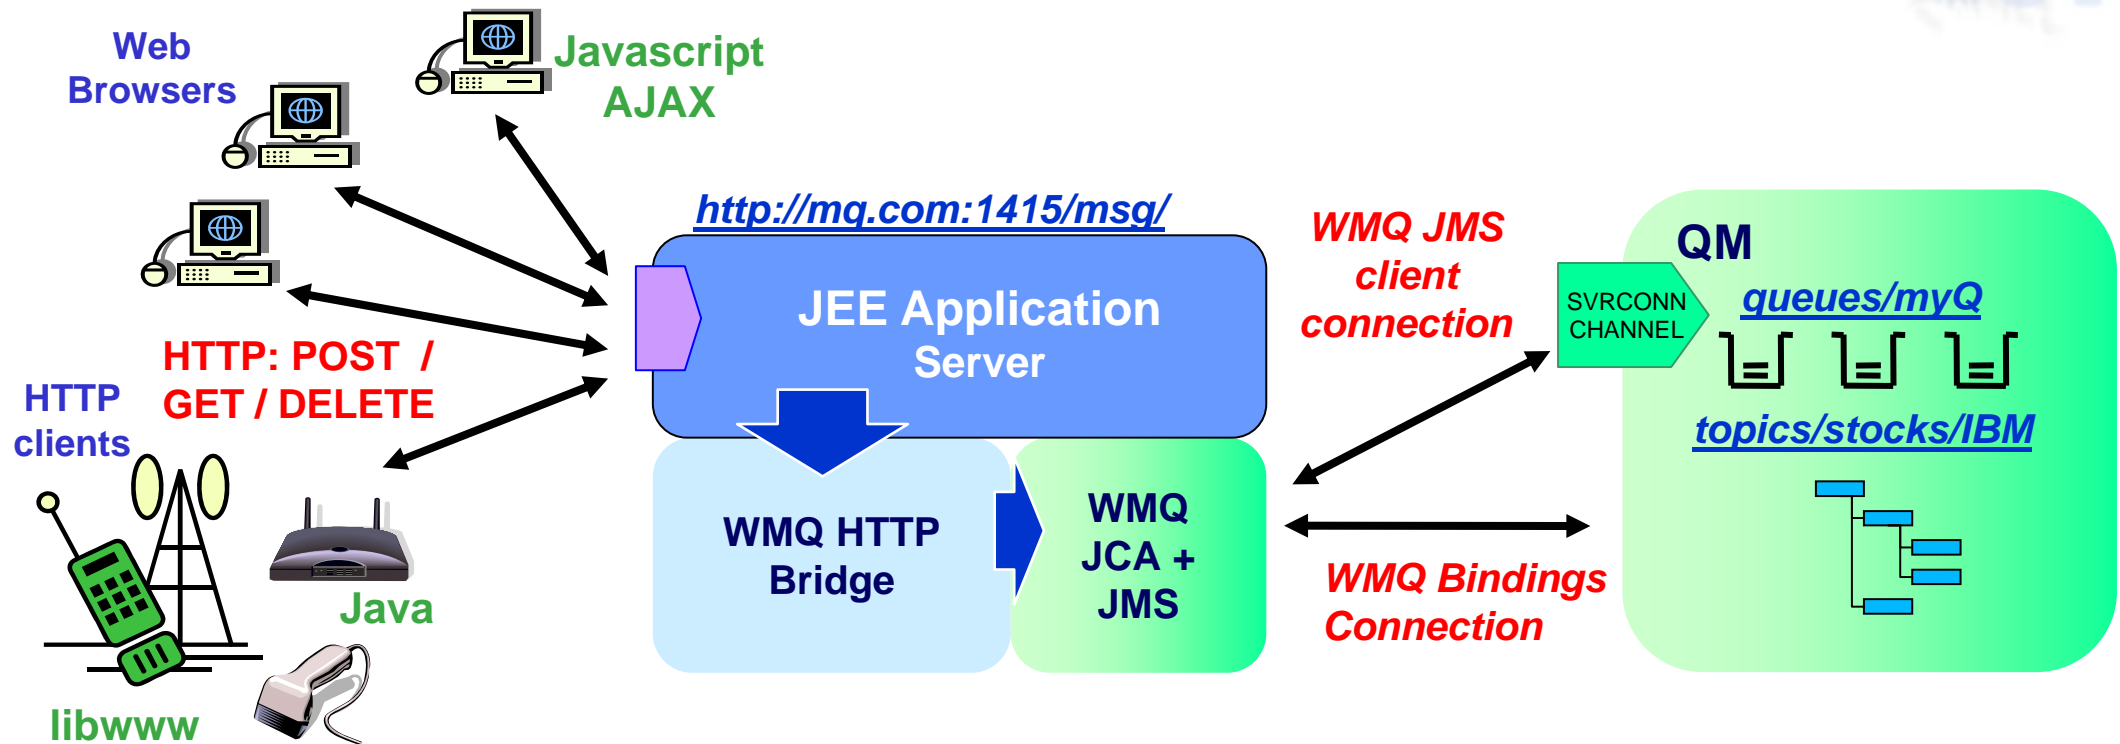 Web
Browsers
Javascript
AJAX
http://mq.com:1415/msg/
JEE Application
Server
HTTP: POST /
GET / DELETE
HTTP
clients
Java
libwww
WMQ HTTP
Bridge
WMQ
JCA +
JMS
WMQ JMS
client
connection
WMQ Bindings
Connection
SVRCONN
CHANNEL
QM
queues/myQ
topics/stocks/IBM